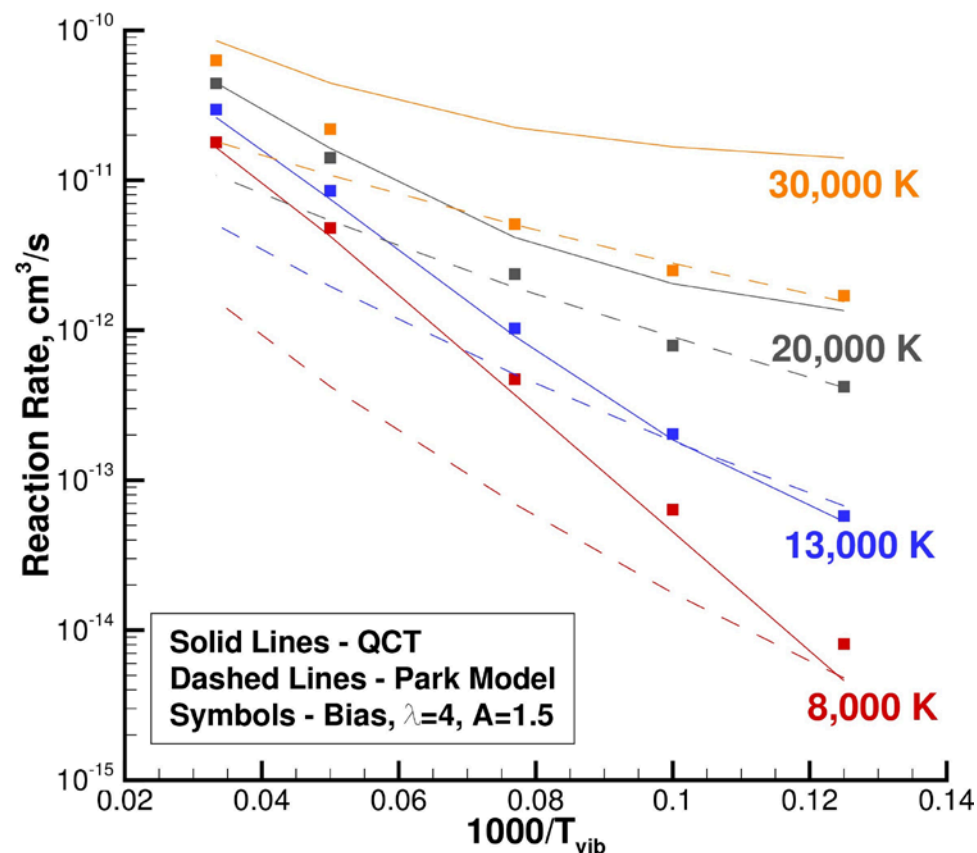 10⁻¹⁰
10⁻¹¹
10⁻¹²
10⁻¹³
10⁻¹⁴
10⁻¹⁵
Reaction Rate, cm³/s
30,000 K
20,000 K
13,000 K
8,000 K
Solid Lines - QCT
Dashed Lines - Park Model
Symbols - Bias, λ=4, A=1.5
0.02 0.04 0.06 0.08 0.1 0.12 0.14
1000/T_vib